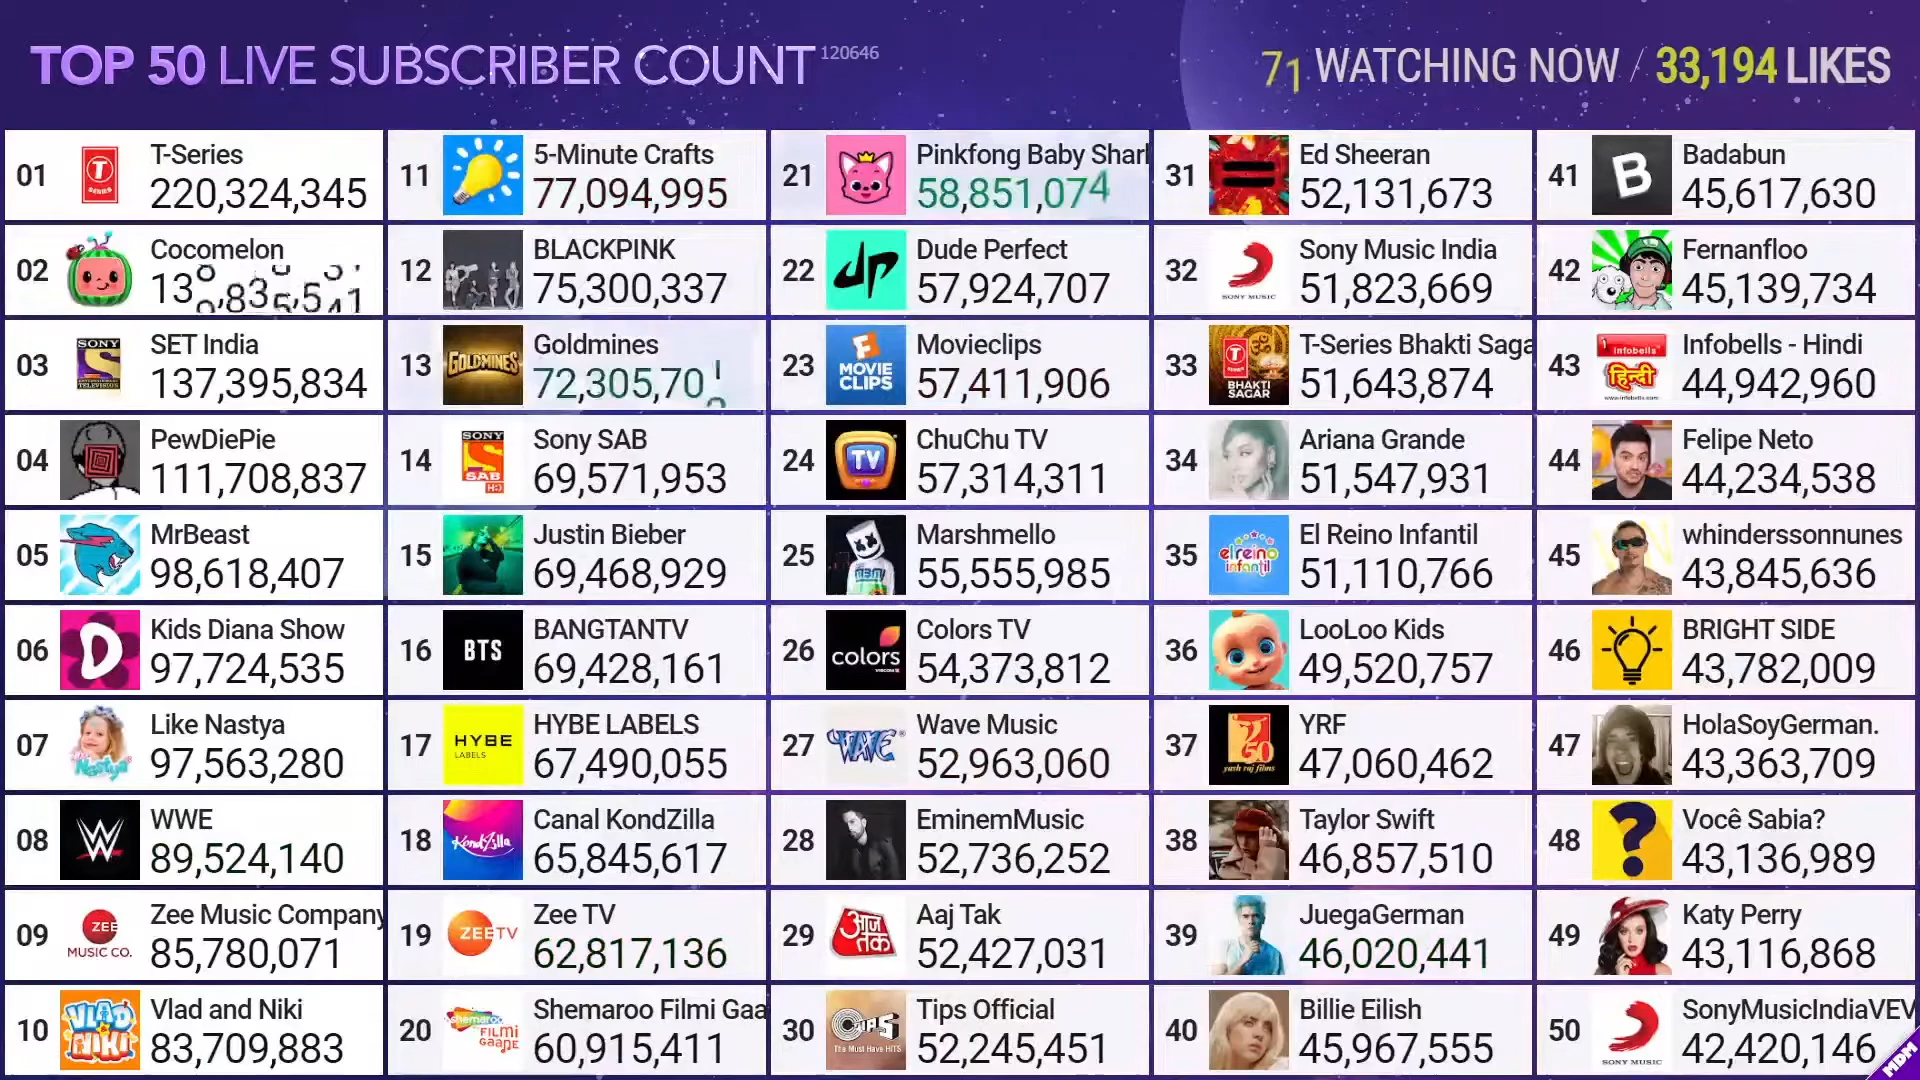 TOP 50 LIVE SUBSCRIBER COUNT 120646
71 WATCHING NOW / 33,194 LIKES
01 T-Series
220,324,345
02 Cocomelon
03 SET India
137,395,834
04 PewDiePie
111,708,837
05 MrBeast
98,618,407
06 Kids Diana Show
97,724,535
07 Like Nastya
97,563,280
08 WWE
89,524,140
09 Zee Music Company
85,780,071
10 Vlad and Niki
83,709,883
11 5-Minute Crafts
77,094,995
12 BLACKPINK
75,300,337
13 Goldmines
14 Sony SAB
69,571,953
15 Justin Bieber
69,468,929
16 BANGTANTV
69,428,161
17 HYBE LABELS
67,490,055
18 Canal KondZilla
65,845,617
19 Zee TV
62,817,136
20 Shemaroo Filmi Gaa
60,915,411
21 Pinkfong Baby Shar
58,851,074
22 Dude Perfect
57,924,707
23 Movieclips
57,411,906
24 ChuChu TV
57,314,311
25 Marshmello
55,555,985
26 Colors TV
54,373,812
27 Wave Music
52,963,060
28 EminemMusic
52,736,252
29 Aaj Tak
52,427,031
30 Tips Official
52,245,451
31 Ed Sheeran
52,131,673
32 Sony Music India
51,823,669
33 T-Series Bhakti Saga
51,643,874
34 Ariana Grande
51,547,931
35 El Reino Infantil
51,110,766
36 LooLoo Kids
49,520,757
37 YRF
47,060,462
38 Taylor Swift
46,857,510
39 JuegaGerman
46,020,441
40 Billie Eilish
45,967,555
41 Badabun
45,617,630
42 Fernanfloo
45,139,734
43 Infobells - Hindi
44,942,960
44 Felipe Neto
44,234,538
45 whinderssonnunes
43,845,636
46 BRIGHT SIDE
43,782,009
47 HolaSoyGerman.
43,363,709
48 Você Sabia?
43,136,989
49 Katy Perry
43,116,868
50 SonyMusicIndiaVEV
42,420,146
MDM